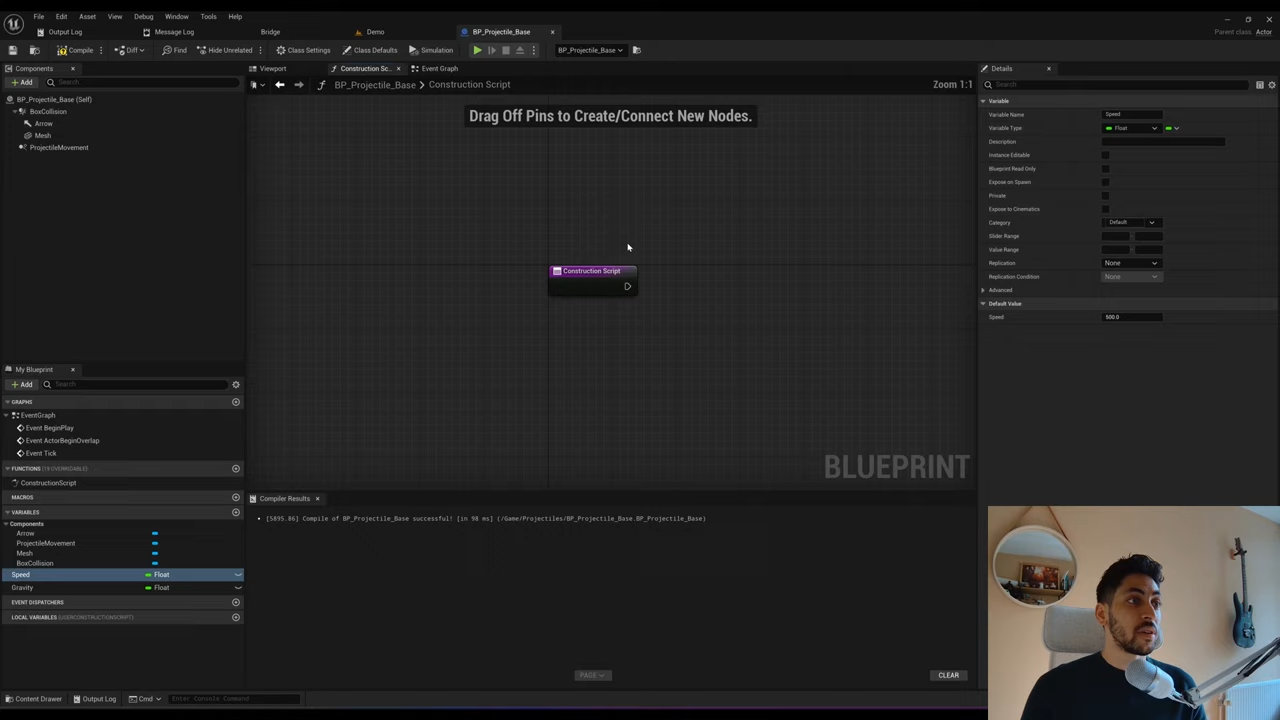 File Edit Asset View Debug Window Tools Help
Parent class: Actor
Output Log Message Log Bridge Demo BP_Projectile_Base
Compile Diff Find Hide Unrelated Class Settings Class Defaults Simulation BP_Projectile_Base
Components
Add Search...
BP_Projectile_Base (Self)
BoxCollision
Arrow
Mesh
ProjectileMovement
My Blueprint
Add Search
GRAPHS
EventGraph
Event BeginPlay
Event ActorBeginOverlap
Event Tick
FUNCTIONS (19 OVERRIDABLE)
ConstructionScript
MACROS
VARIABLES
Components
Arrow
ProjectileMovement
Mesh
BoxCollision
Speed Float
Gravity Float
EVENT DISPATCHERS
LOCAL VARIABLES (USERCONSTRUCTIONSCRIPT)
Viewport Construction Sc.. Event Graph
BP_Projectile_Base > Construction Script Zoom 1:1
Drag Off Pins to Create/Connect New Nodes.
Construction Script
BLUEPRINT
Compiler Results
[5895.86] Compile of BP_Projectile_Base successful! [in 98 ms] (/Game/Projectiles/BP_Projectile_Base.BP_Projectile_Base)
PAGE
CLEAR
Details
Search
Variable
Variable Name Speed
Variable Type Float
Description
Instance Editable
Blueprint Read Only
Expose on Spawn
Private
Expose to Cinematics
Category Default
Slider Range
Value Range
Replication None
Replication Condition None
Advanced
Default Value
Speed 500.0
Content Drawer Output Log Cmd Enter Console Command